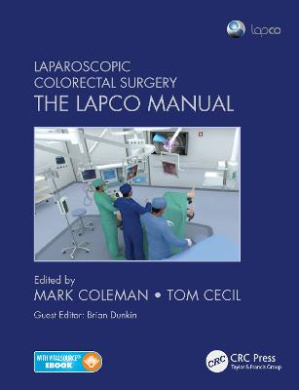 lapco
LAPAROSCOPIC
COLORECTAL SURGERY
THE LAPCO MANUAL
Edited by
MARK COLEMAN • TOM CECIL
Guest Editor: Brian Dunkin
WITH VITALSOURCE®
EBOOK
CRC
CRC Press
Taylor & Francis Group